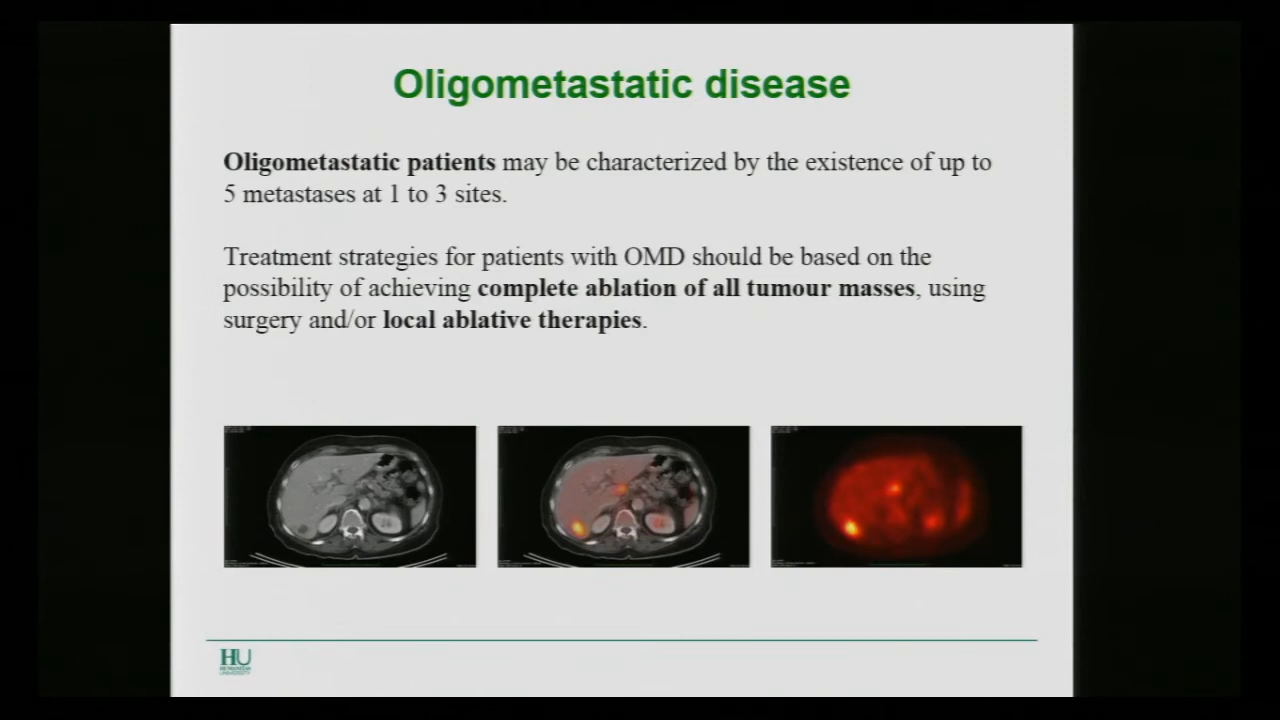 Oligometastatic disease
Oligometastatic patients may be characterized by the existence of up to
5 metastases at 1 to 3 sites.
Treatment strategies for patients with OMD should be based on the
possibility of achieving complete ablation of all tumour masses, using
surgery and/or local ablative therapies.
HU
UNIVERSITY